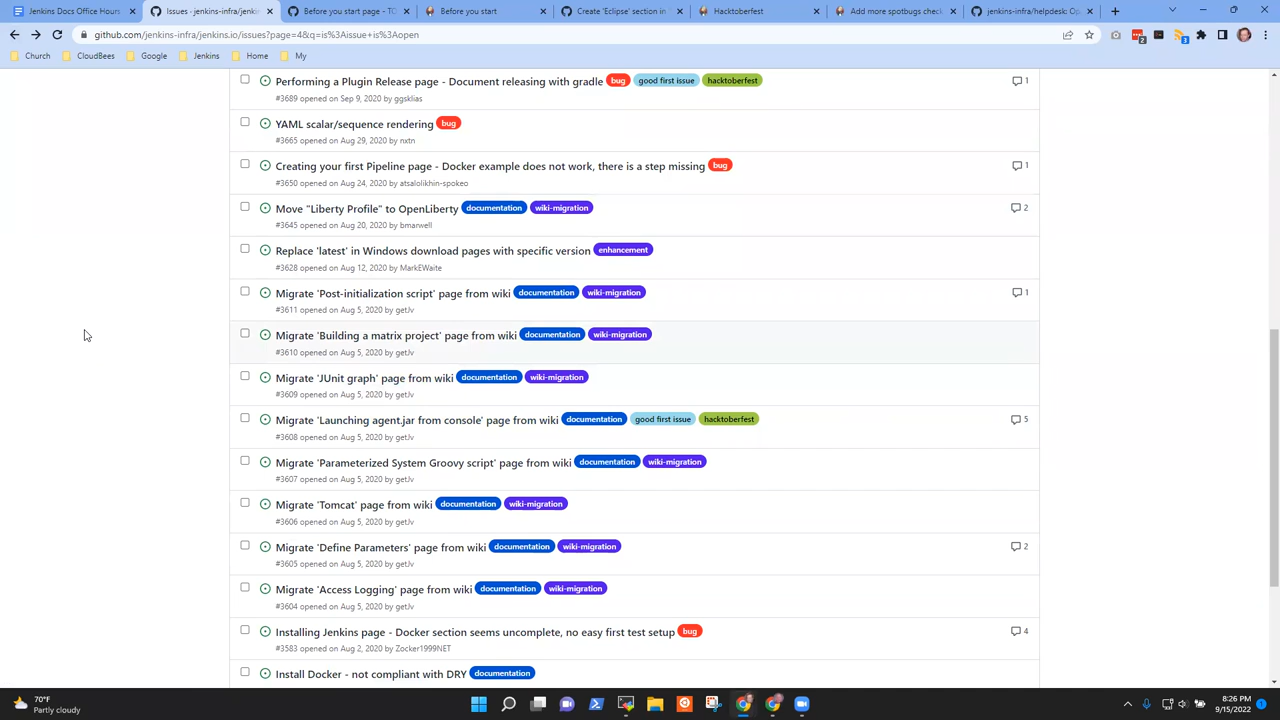 Jenkins Docs Office Hours
Issues · jenkins-infra/jenkins.i
Before you start page - TO
Before you start
Create 'Eclipse' section in
Hacktoberfest
Add more spotbugs check
jenkins-infra/helpdesk: Op
github.com/jenkins-infra/jenkins.io/issues?page=4&q=is%3Aissue+is%3Aopen
Church
CloudBees
Google
Jenkins
Home
My
Performing a Plugin Release page - Document releasing with gradle bug good first issue hacktoberfest 1
#3689 opened on Sep 9, 2020 by ggsklias
YAML scalar/sequence rendering bug
#3665 opened on Aug 29, 2020 by nxtn
Creating your first Pipeline page - Docker example does not work, there is a step missing bug 1
#3650 opened on Aug 24, 2020 by atsalolikhin-spokeo
Move "Liberty Profile" to OpenLiberty documentation wiki-migration 2
#3645 opened on Aug 20, 2020 by bmarwell
Replace 'latest' in Windows download pages with specific version enhancement
#3628 opened on Aug 12, 2020 by MarkEWaite
Migrate 'Post-initialization script' page from wiki documentation wiki-migration 1
#3611 opened on Aug 5, 2020 by getJv
Migrate 'Building a matrix project' page from wiki documentation wiki-migration
#3610 opened on Aug 5, 2020 by getJv
Migrate 'JUnit graph' page from wiki documentation wiki-migration
#3609 opened on Aug 5, 2020 by getJv
Migrate 'Launching agent.jar from console' page from wiki documentation good first issue hacktoberfest 5
#3608 opened on Aug 5, 2020 by getJv
Migrate 'Parameterized System Groovy script' page from wiki documentation wiki-migration
#3607 opened on Aug 5, 2020 by getJv
Migrate 'Tomcat' page from wiki documentation wiki-migration
#3606 opened on Aug 5, 2020 by getJv
Migrate 'Define Parameters' page from wiki documentation wiki-migration 2
#3605 opened on Aug 5, 2020 by getJv
Migrate 'Access Logging' page from wiki documentation wiki-migration
#3604 opened on Aug 5, 2020 by getJv
Installing Jenkins page - Docker section seems uncomplete, no easy first test setup bug 4
#3583 opened on Aug 2, 2020 by Zocker1999NET
Install Docker - not compliant with DRY documentation
70°F
Partly cloudy
8:26 PM
9/15/2022